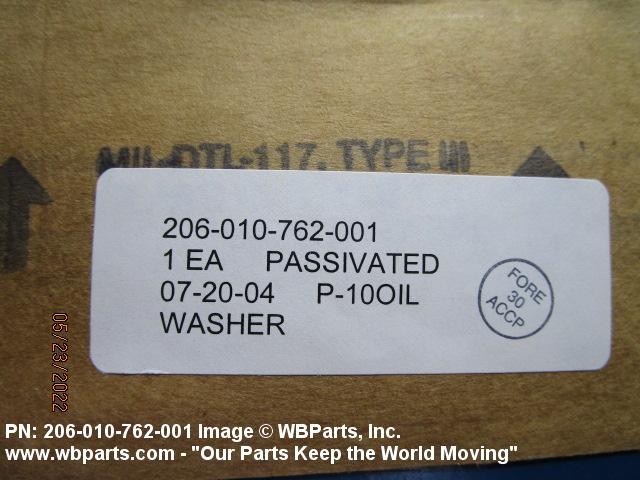 MIL-DTL-117, TYPE III
206-010-762-001
1 EA PASSIVATED
07-20-04 P-10OIL
WASHER
FORE
30
ACCP
05/23/2022
PN: 206-010-762-001 Image © WBParts, Inc.
www.wbparts.com - "Our Parts Keep the World Moving"